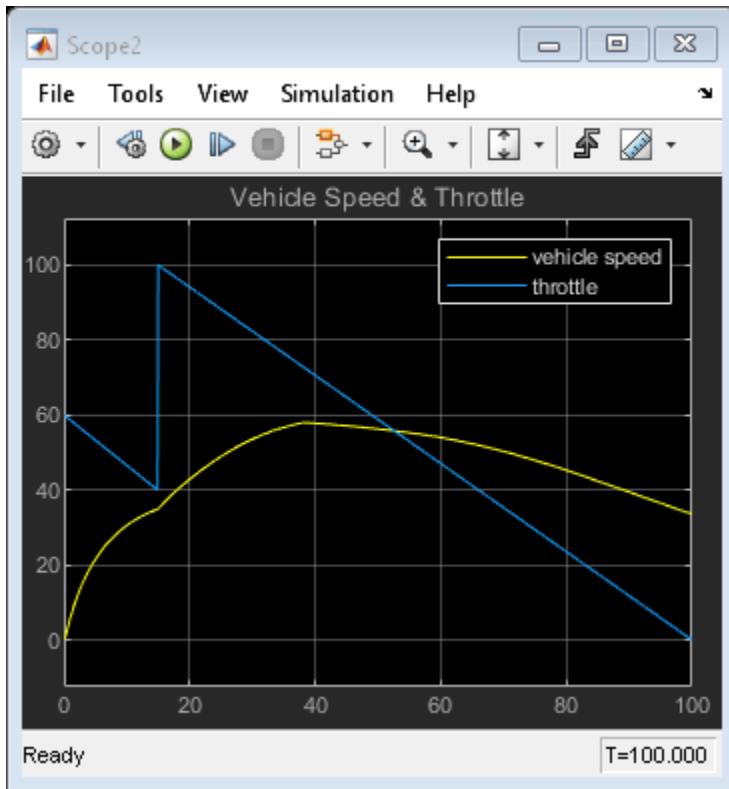 Scope2
File Tools View Simulation Help
Vehicle Speed & Throttle
vehicle speed
throttle
100
80
60
40
20
0
0 20 40 60 80 100
Ready T=100.000